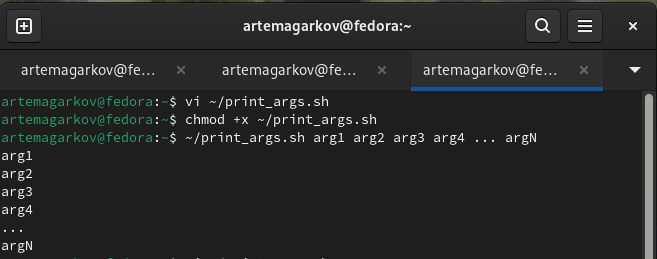 artemagarkov@fedora:~
artemagarkov@fe... artemagarkov@fe... artemagarkov@fe...
artemagarkov@fedora:~$ vi ~/print_args.sh
artemagarkov@fedora:~$ chmod +x ~/print_args.sh
artemagarkov@fedora:~$ ~/print_args.sh arg1 arg2 arg3 arg4 ... argN
arg1
arg2
arg3
arg4
...
argN